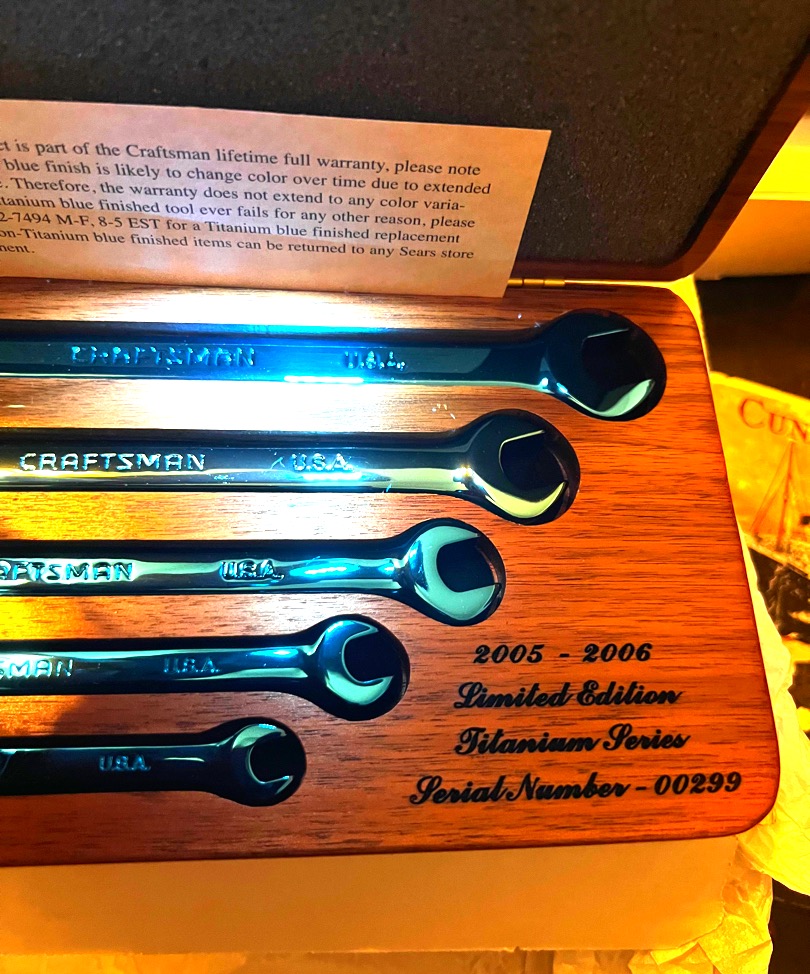 ct is part of the Craftsman lifetime full warranty, please note
blue finish is likely to change color over time due to extended
. Therefore, the warranty does not extend to any color varia-
tanium blue finished tool ever fails for any other reason, please
2-7494 M-F, 8-5 EST for a Titanium blue finished replacement
on-Titanium blue finished items can be returned to any Sears store
ment.
CRAFTSMAN U.S.A.
CRAFTSMAN U.S.A.
AFTSMAN U.S.A.
SMAN U.S.A.
U.S.A.
2005 - 2006
Limited Edition
Titanium Series
Serial Number - 00299
CUN